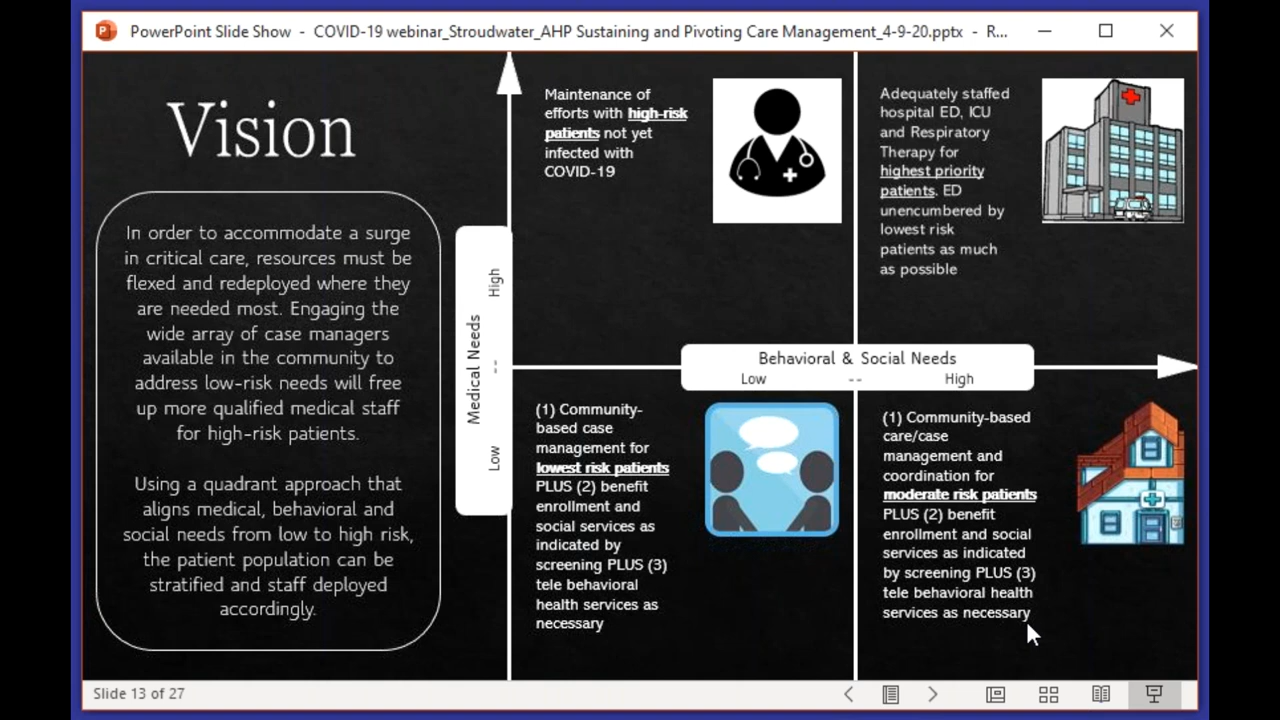 PowerPoint Slide Show - COVID-19 webinar_Stroudwater_AHP Sustaining and Pivoting Care Management_4-9-20.pptx - R...
Vision
In order to accommodate a surge
in critical care, resources must be
flexed and redeployed where they
are needed most. Engaging the
wide array of case managers
available in the community to
address low-risk needs will free
up more qualified medical staff
for high-risk patients.
Using a quadrant approach that
aligns medical, behavioral and
social needs from low to high risk,
the patient population can be
stratified and staff deployed
accordingly.
Medical Needs
Low -- High
Maintenance of
efforts with high-risk
patients not yet
infected with
COVID-19
Adequately staffed
hospital ED, ICU
and Respiratory
Therapy for
highest priority
patients. ED
unencumbered by
lowest risk
patients as much
as possible
Behavioral & Social Needs
Low -- High
(1) Community-
based case
management for
lowest risk patients
PLUS (2) benefit
enrollment and
social services as
indicated by
screening PLUS (3)
tele behavioral
health services as
necessary
(1) Community-based
care/case
management and
coordination for
moderate risk patients
PLUS (2) benefit
enrollment and social
services as indicated
by screening PLUS (3)
tele behavioral health
services as necessary
Slide 13 of 27